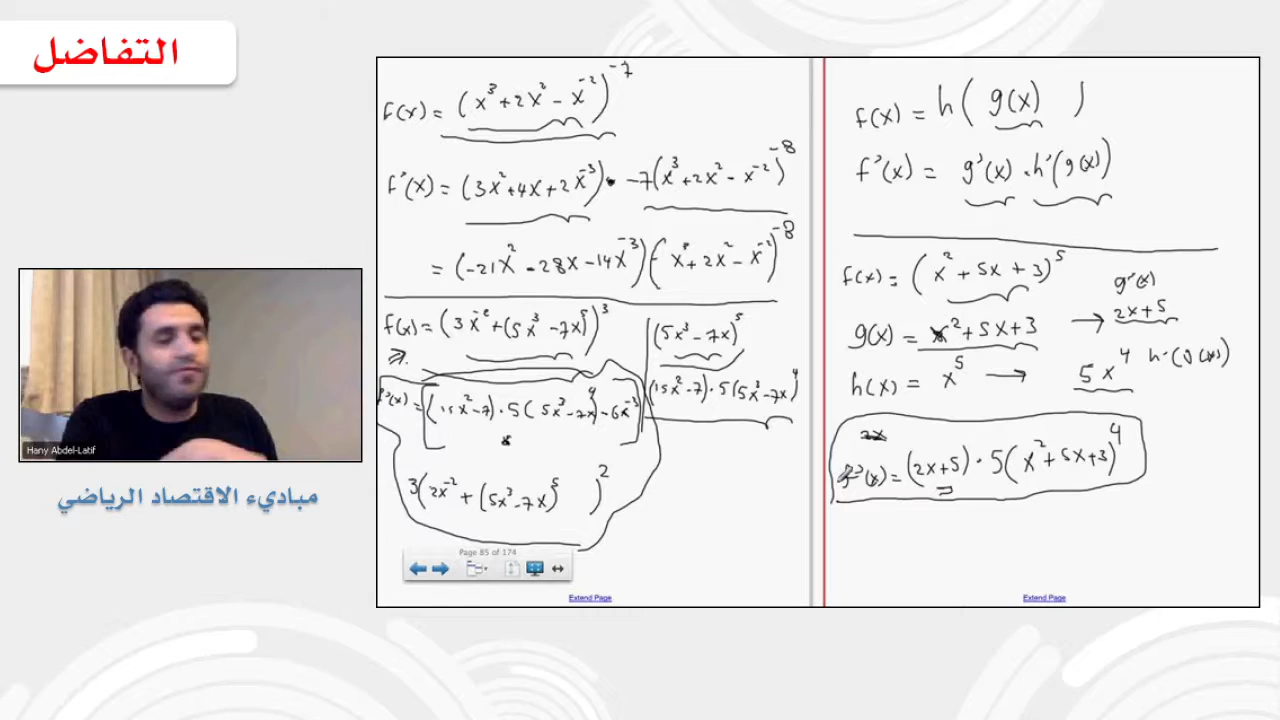 التفاضل
f(x) = (x³ + 2x² - x⁻²)⁻⁷
f'(x) = (3x² + 4x + 2x⁻³) · -7(x³ + 2x² - x⁻²)⁻⁸
= (-21x² - 28x - 14x⁻³)(x³ + 2x² - x⁻²)⁻⁸
f(x) = (3x⁻² + (5x³ - 7x)⁵)³
(5x³ - 7x)⁵
(15x² - 7) · 5(5x³ - 7x)⁴
f'(x) = [(15x² - 7) · 5(5x³ - 7x)⁴ - 6x⁻³]
3(2x⁻² + (5x³ - 7x)⁵)²
Page 85 of 174
Extend Page
f(x) = h(g(x))
f'(x) = g'(x) · h'(g(x))
f(x) = (x² + 5x + 3)⁵
g'(x)
g(x) = x² + 5x + 3 → 2x + 5
h(x) = x⁵ → 5x⁴ h'(g(x))
f'(x) = (2x + 5) · 5(x² + 5x + 3)⁴
Extend Page
Hany Abdel-Latif
مباديء الاقتصاد الرياضي